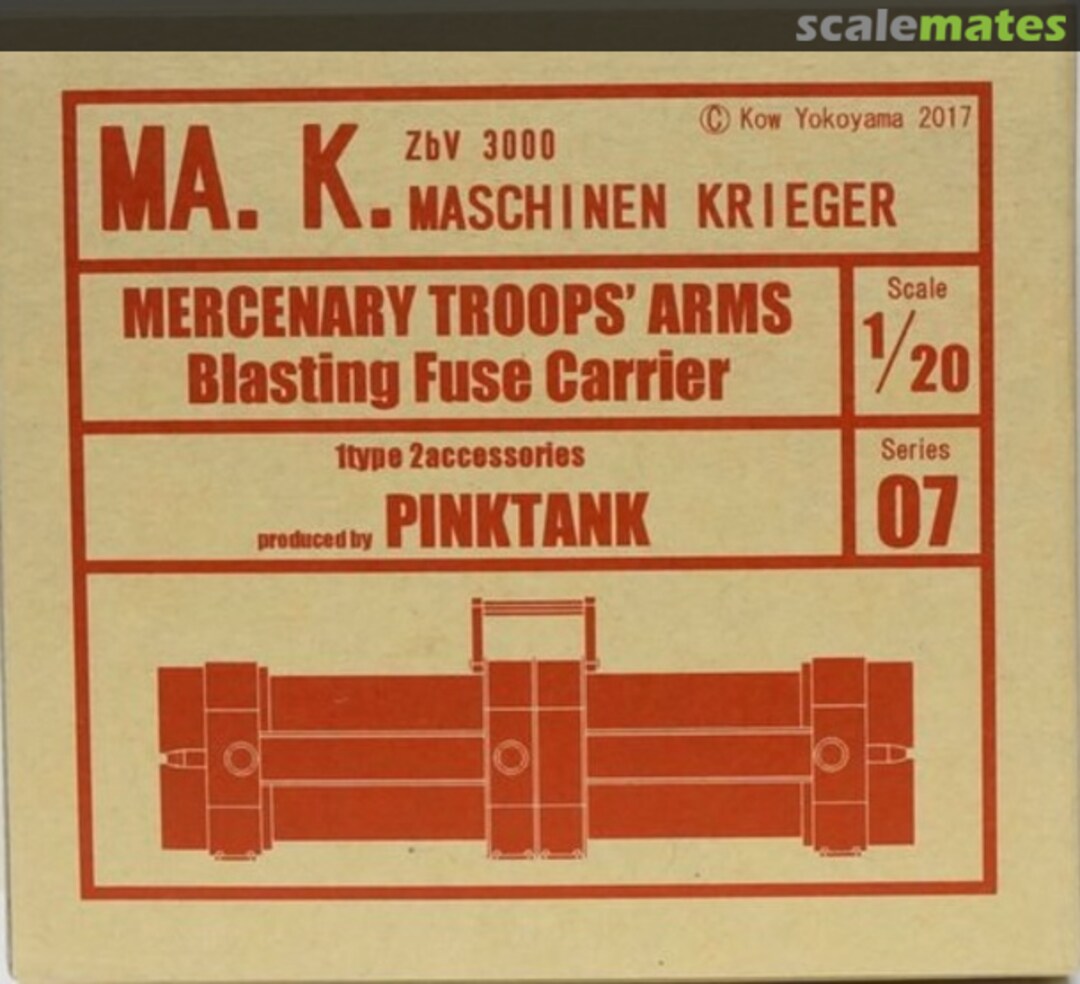 scalemates
© Kow Yokoyama 2017
MA. K. ZbV 3000
MASCHINEN KRIEGER
MERCENARY TROOPS' ARMS
Blasting Fuse Carrier
Scale
1/20
1type 2accessories
produced by PINKTANK
Series
07